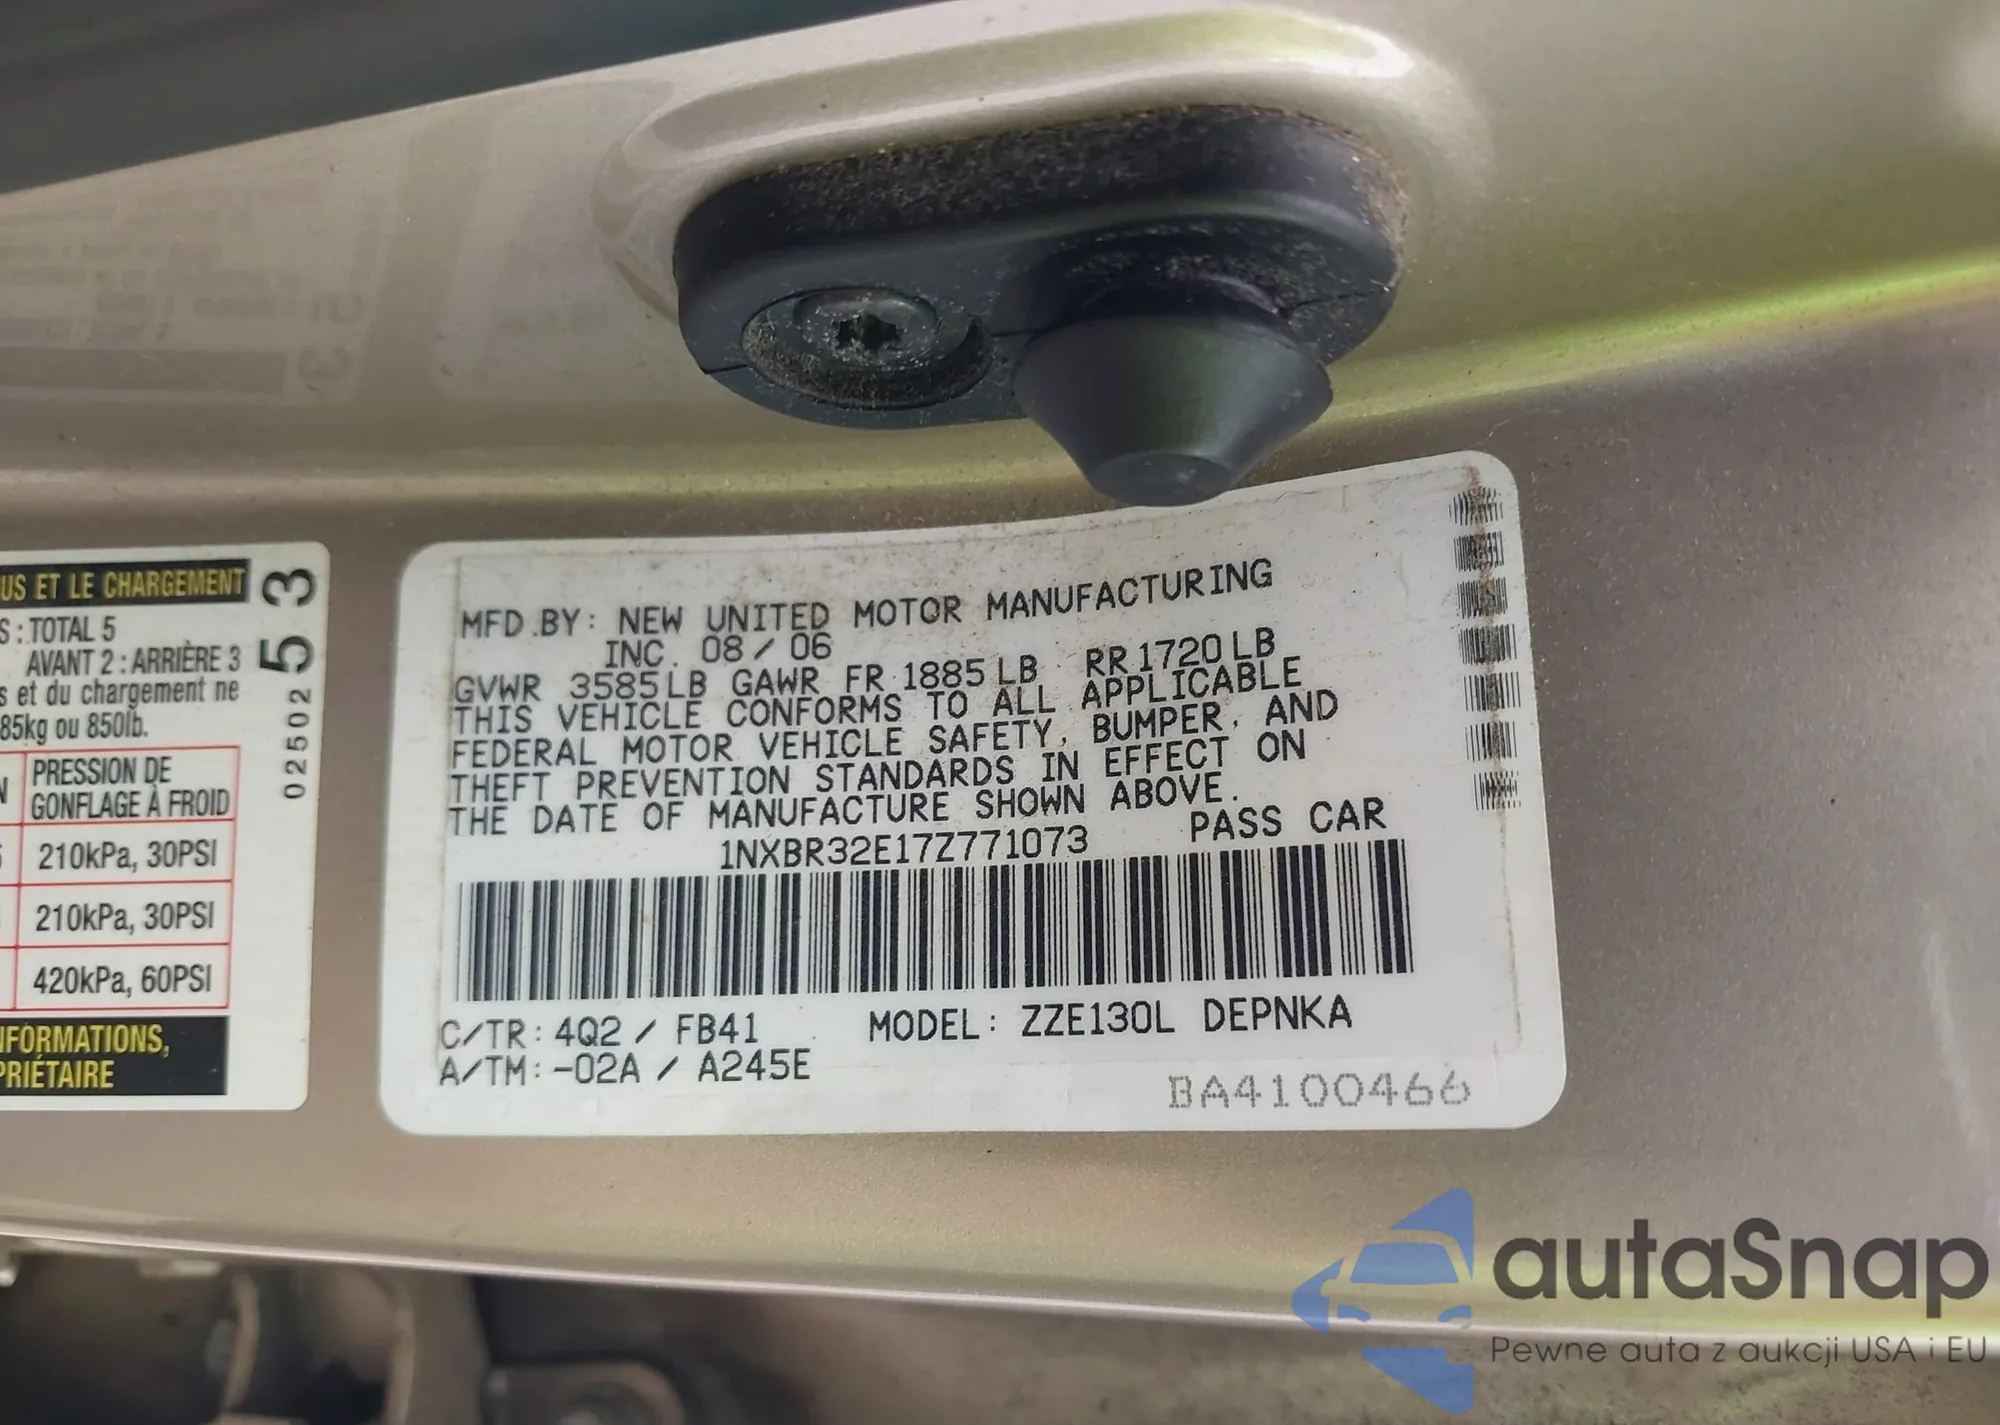 US ET LE CHARGEMENT
S : TOTAL 5
AVANT 2 : ARRIÈRE 3
s et du chargement ne
85kg ou 850lb.
PRESSION DE
GONFLAGE À FROID
210kPa, 30PSI
210kPa, 30PSI
420kPa, 60PSI
NFORMATIONS,
PRIÉTAIRE
02502 53
MFD.BY: NEW UNITED MOTOR MANUFACTURING
INC. 08 / 06
GVWR 3585LB GAWR FR 1885LB RR1720LB
THIS VEHICLE CONFORMS TO ALL APPLICABLE
FEDERAL MOTOR VEHICLE SAFETY, BUMPER, AND
THEFT PREVENTION STANDARDS IN EFFECT ON
THE DATE OF MANUFACTURE SHOWN ABOVE.
1NXBR32E17Z771073 PASS CAR
C/TR: 4Q2 / FB41 MODEL: ZZE130L DEPNKA
A/TM: -02A / A245E
BA4100466
autaSnap
Pewne auta z aukcji USA i EU